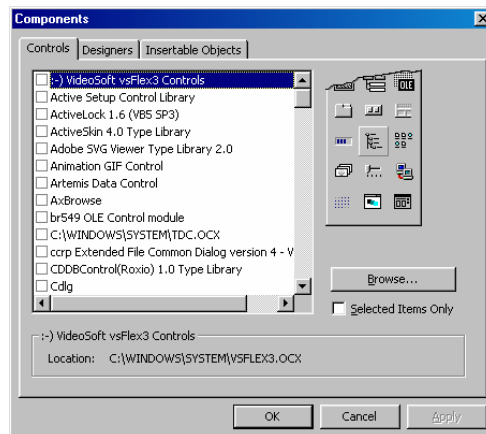 Components
Controls Designers Insertable Objects
:-) VideoSoft vsFlex3 Controls
Active Setup Control Library
ActiveLock 1.6 (VB5 SP3)
ActiveSkin 4.0 Type Library
Adobe SVG Viewer Type Library 2.0
Animation GIF Control
Artemis Data Control
AxBrowse
br549 OLE Control module
C:\WINDOWS\SYSTEM\TDC.OCX
ccrp Extended File Common Dialog version 4 - V
CDDBControl(Roxio) 1.0 Type Library
Cdlg
OLE
Browse...
Selected Items Only
:-) VideoSoft vsFlex3 Controls
Location: C:\WINDOWS\SYSTEM\VSFLEX3.OCX
OK Cancel Apply